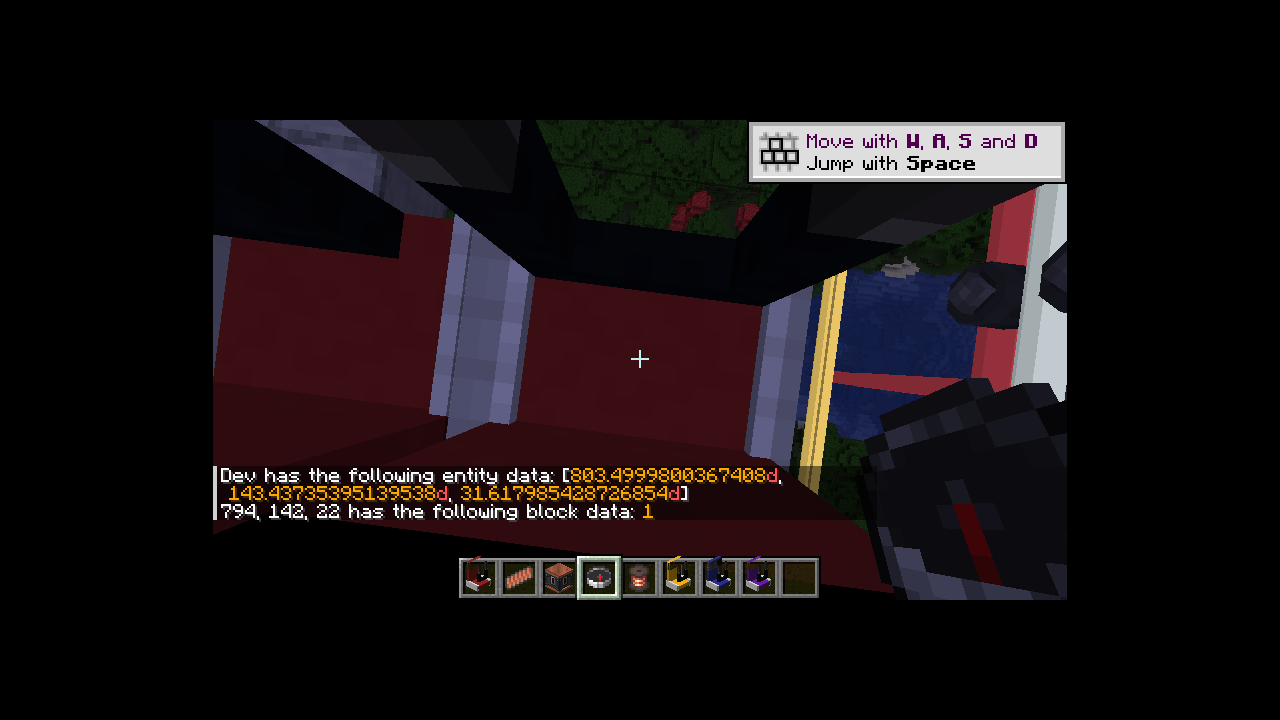 Move with W, A, S and D
Jump with Space
Dev has the following entity data: [803.4999800367408d,
143.43735395139538d, 31.617985428726854d]
794, 142, 22 has the following block data: 1